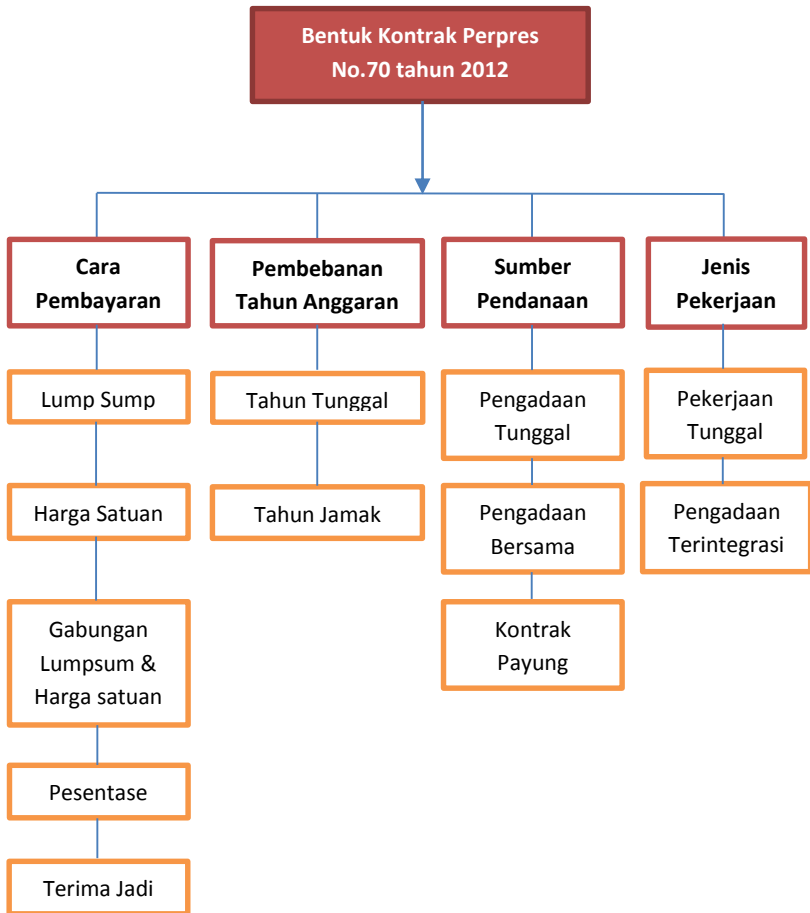 Bentuk Kontrak Perpres
No.70 tahun 2012
Cara
Pembayaran
Pembebanan
Tahun Anggaran
Sumber
Pendanaan
Jenis
Pekerjaan
Lump Sump
Harga Satuan
Gabungan
Lumpsum &
Harga satuan
Pesentase
Terima Jadi
Tahun Tunggal
Tahun Jamak
Pengadaan
Tunggal
Pengadaan
Bersama
Kontrak
Payung
Pekerjaan
Tunggal
Pengadaan
Terintegrasi